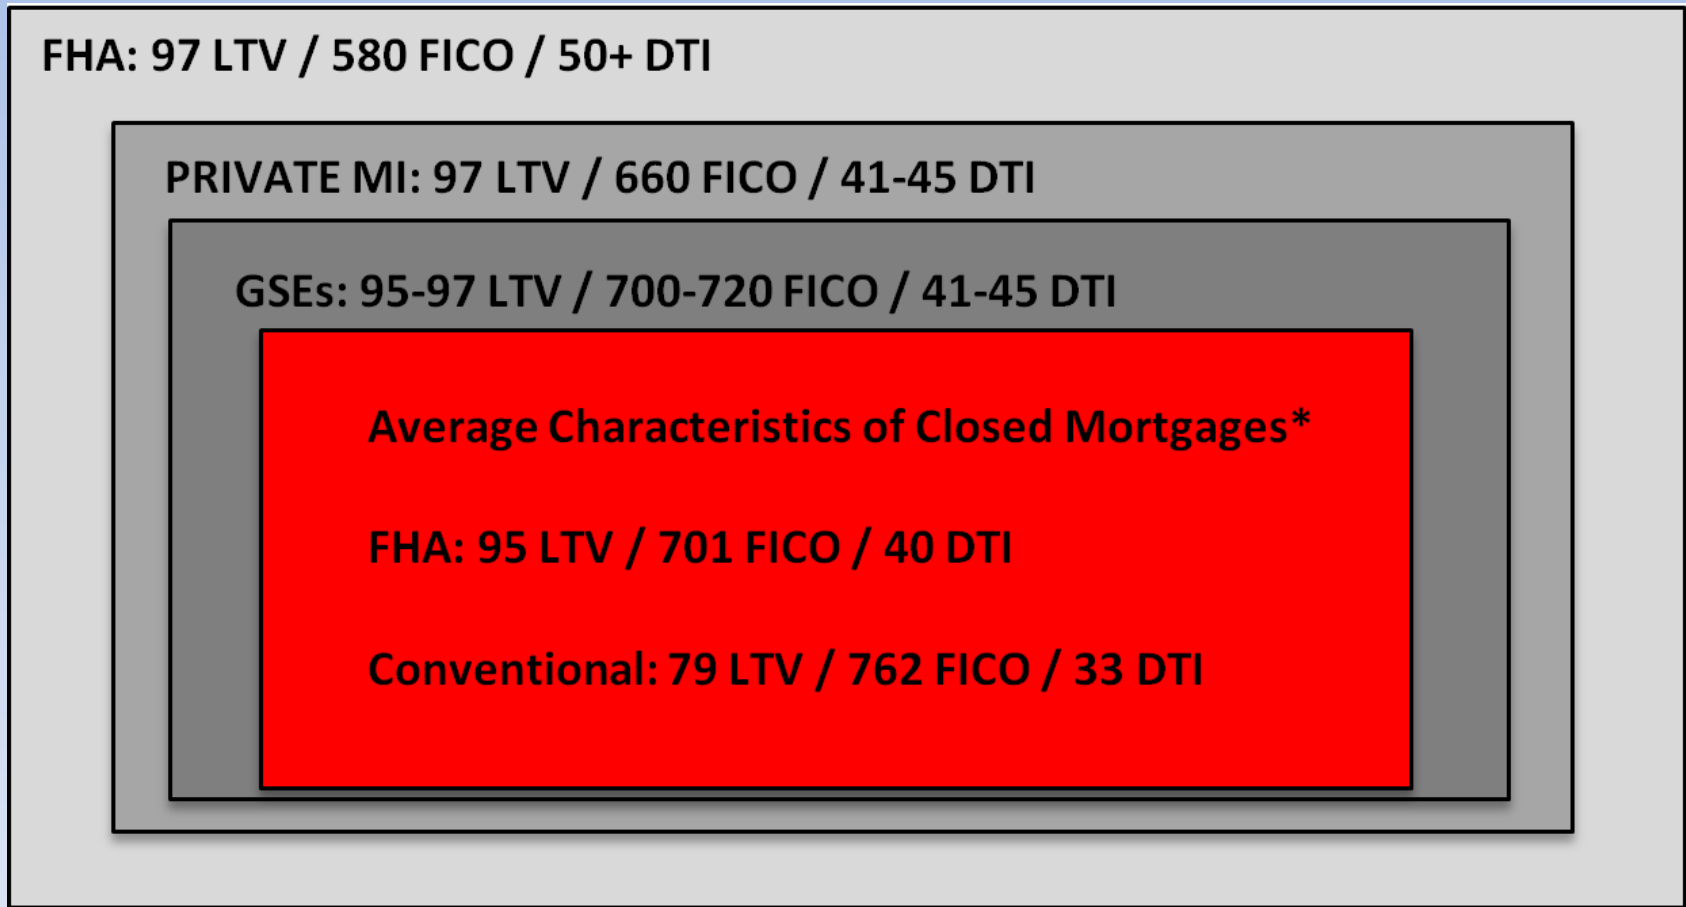 FHA: 97 LTV / 580 FICO / 50+ DTI
PRIVATE MI: 97 LTV / 660 FICO / 41-45 DTI
GSEs: 95-97 LTV / 700-720 FICO / 41-45 DTI
Average Characteristics of Closed Mortgages*
FHA: 95 LTV / 701 FICO / 40 DTI
Conventional: 79 LTV / 762 FICO / 33 DTI